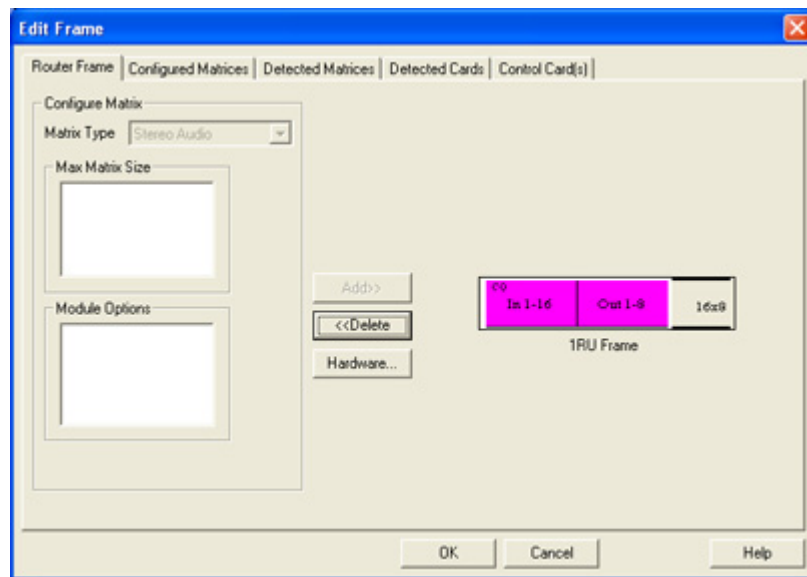 Edit Frame
Router Frame Configured Matrices Detected Matrices Detected Cards Control Card(s)
Configure Matrix
Matrix Type Stereo Audio
Max Matrix Size
Module Options
Add>>
<<Delete
Hardware...
In 1-16 Out 1-8 16x8
1RU Frame
OK Cancel Help